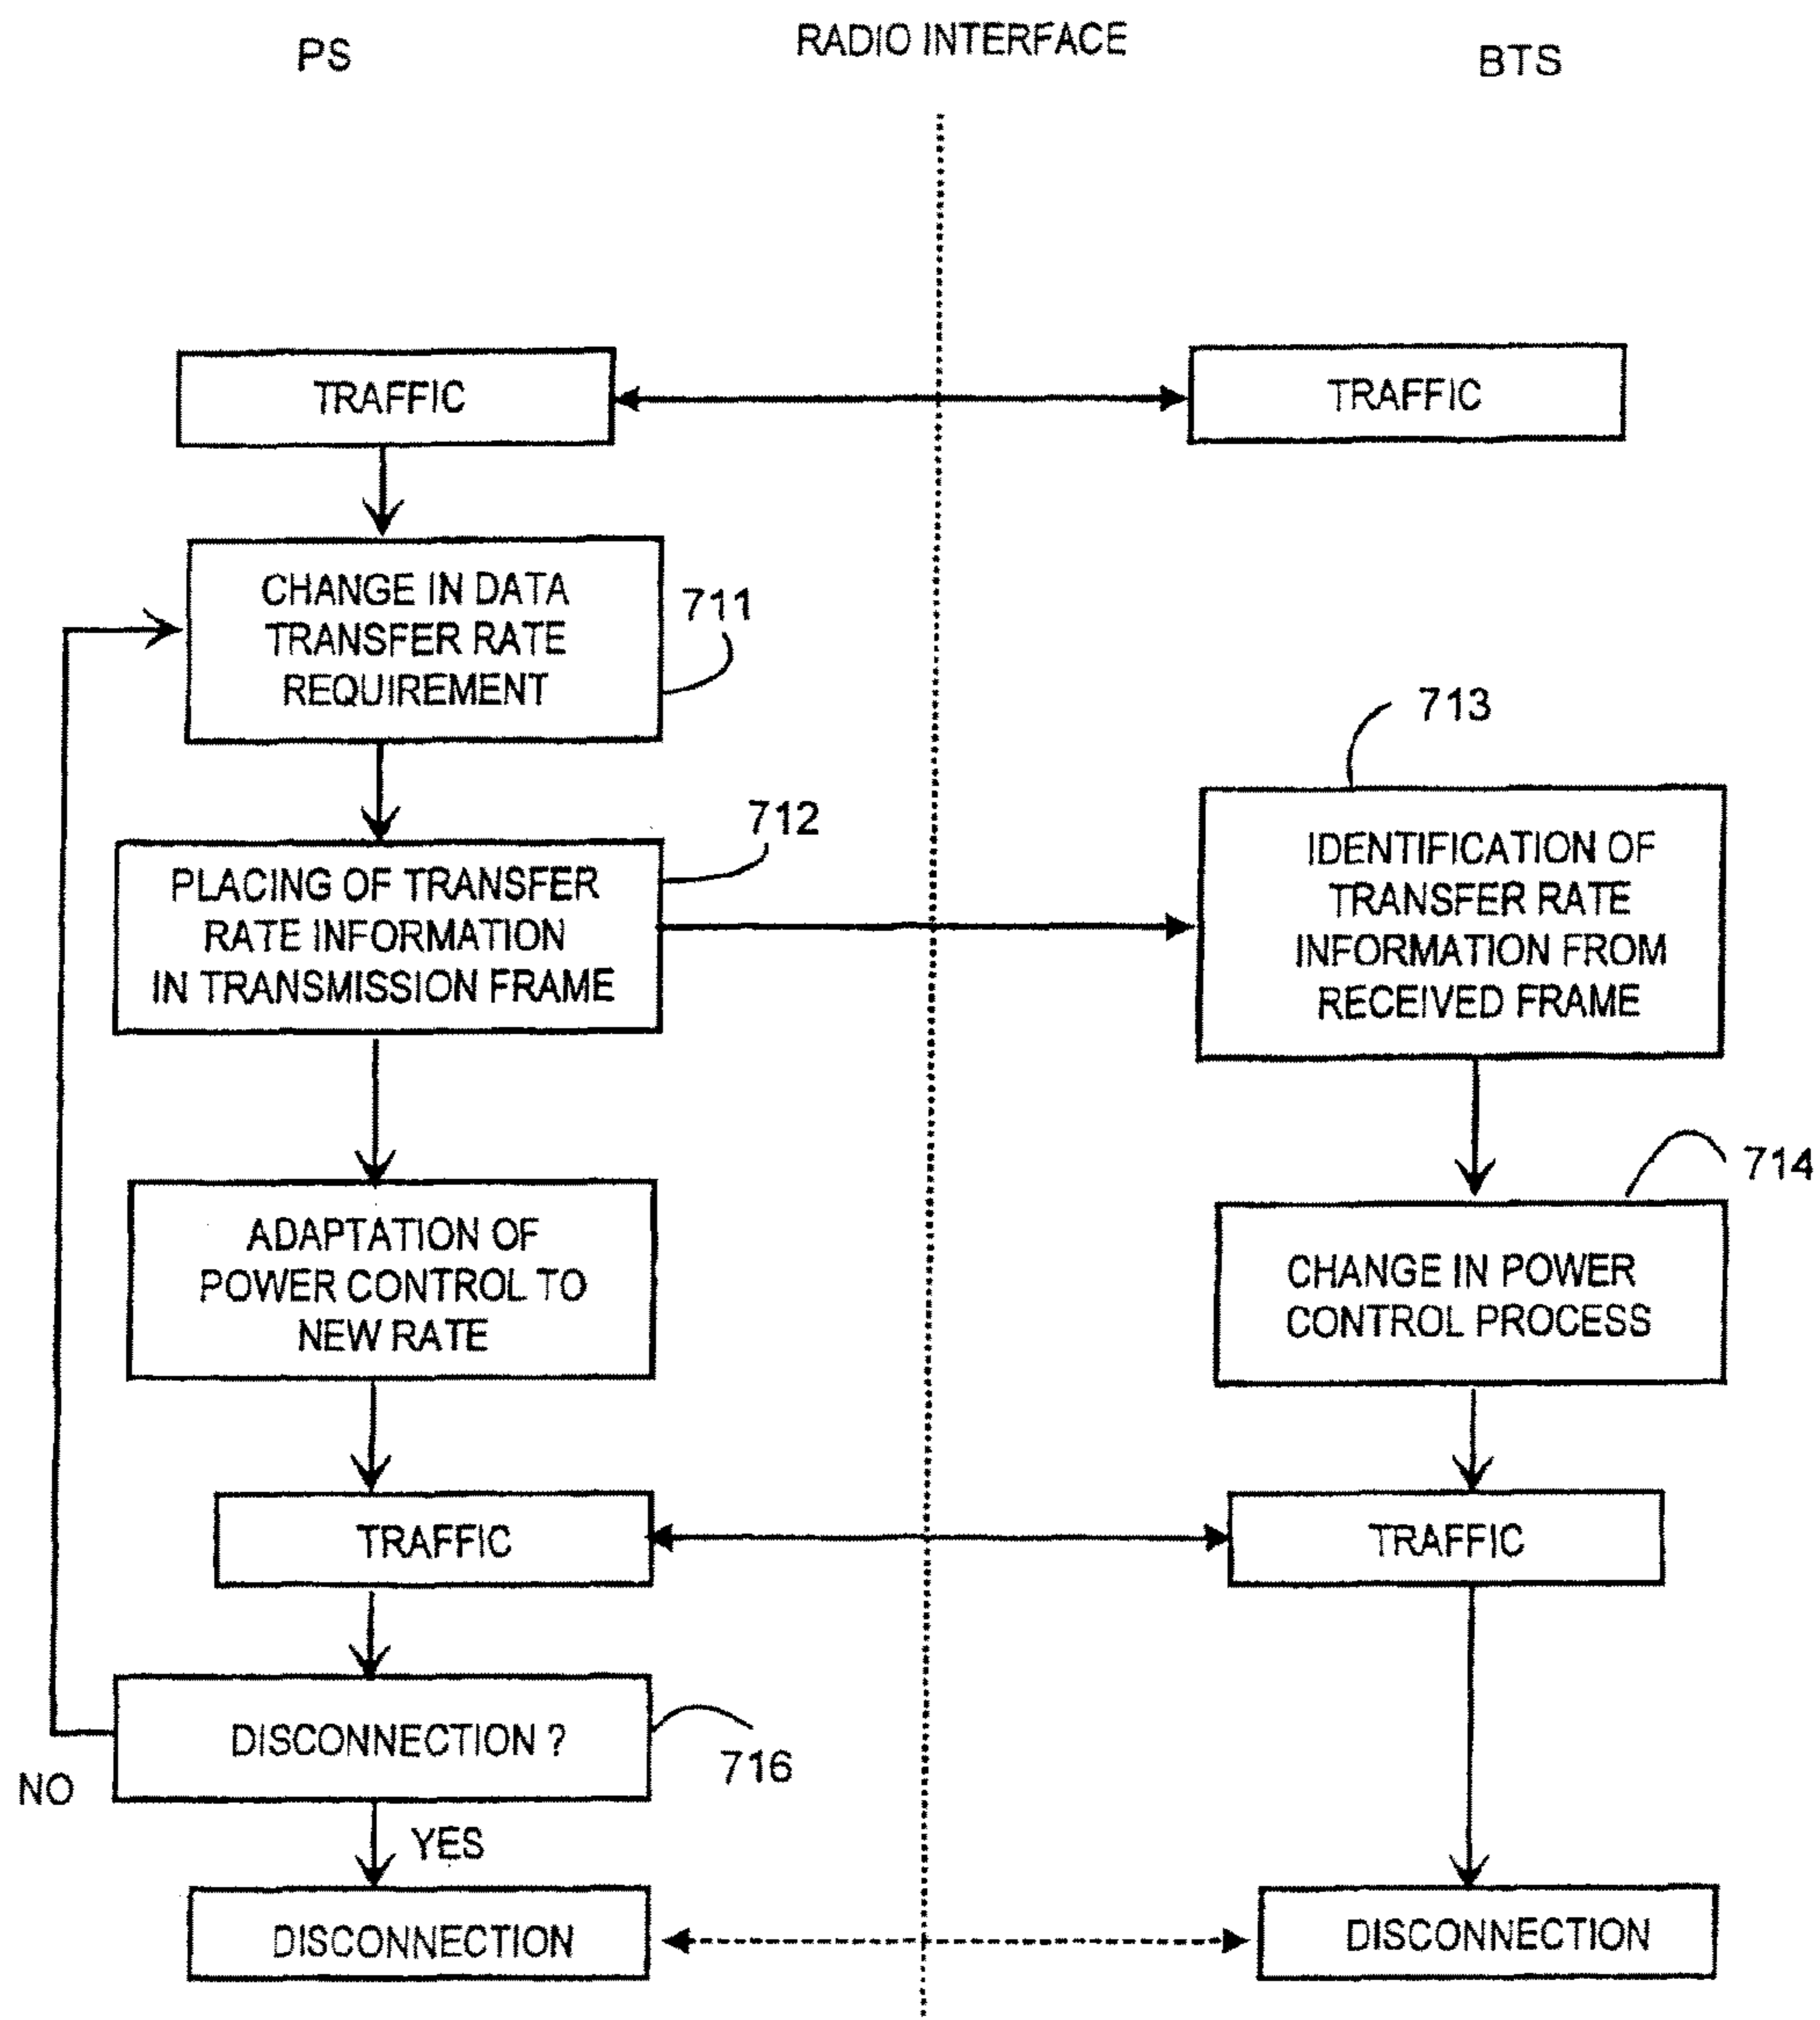 PS
RADIO INTERFACE
BTS
TRAFFIC
TRAFFIC
CHANGE IN DATA
TRANSFER RATE
REQUIREMENT
711
713
712
PLACING OF TRANSFER
RATE INFORMATION
IN TRANSMISSION FRAME
IDENTIFICATION OF
TRANSFER RATE
INFORMATION FROM
RECEIVED FRAME
714
ADAPTATION OF
POWER CONTROL TO
NEW RATE
CHANGE IN POWER
CONTROL PROCESS
TRAFFIC
TRAFFIC
DISCONNECTION ?
716
NO
YES
DISCONNECTION
DISCONNECTION